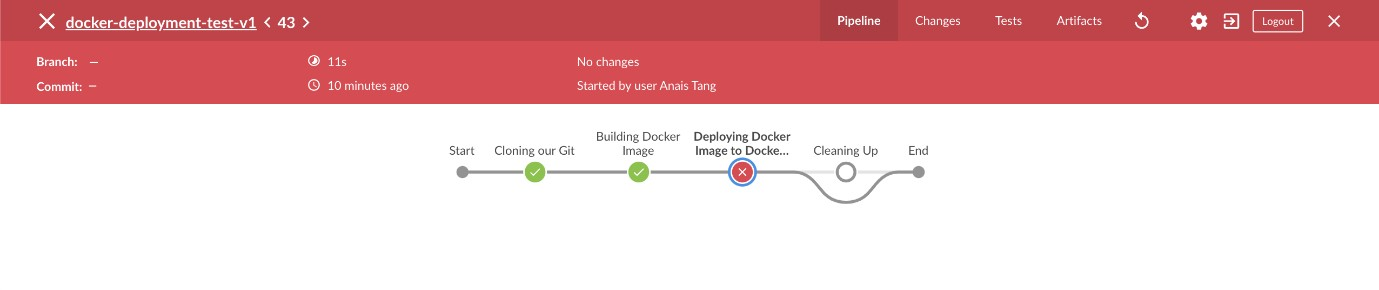 docker-deployment-test-v1 < 43 > Pipeline Changes Tests Artifacts Logout
Branch: — 11s No changes
Commit: — 10 minutes ago Started by user Anais Tang
Building Docker Deploying Docker
Start Cloning our Git Image Image to Docke... Cleaning Up End